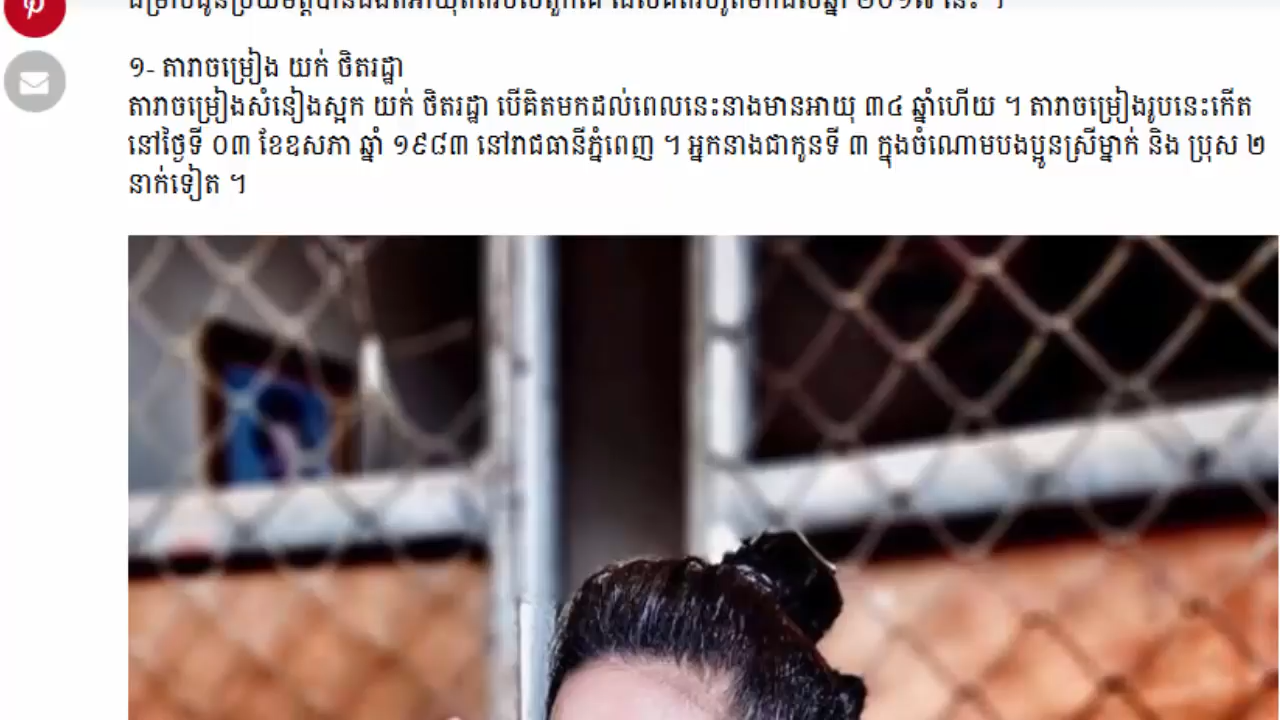 ១- តារាចម្រៀង យក់ ថិតរដ្ឋា
តារាចម្រៀងសំនៀងស្អក យក់ ថិតរដ្ឋា បើគិតមកដល់ពេលនេះនាងមានអាយុ ៣៤ ឆ្នាំហើយ ។ តារាចម្រៀងរូបនេះកើត
នៅថ្ងៃទី ០៣ ខែឧសភា ឆ្នាំ ១៩៨៣ នៅរាជធានីភ្នំពេញ ។ អ្នកនាងជាកូនទី ៣ ក្នុងចំណោមបងប្អូនស្រីម្នាក់ និង ប្រុស ២
នាក់ទៀត ។